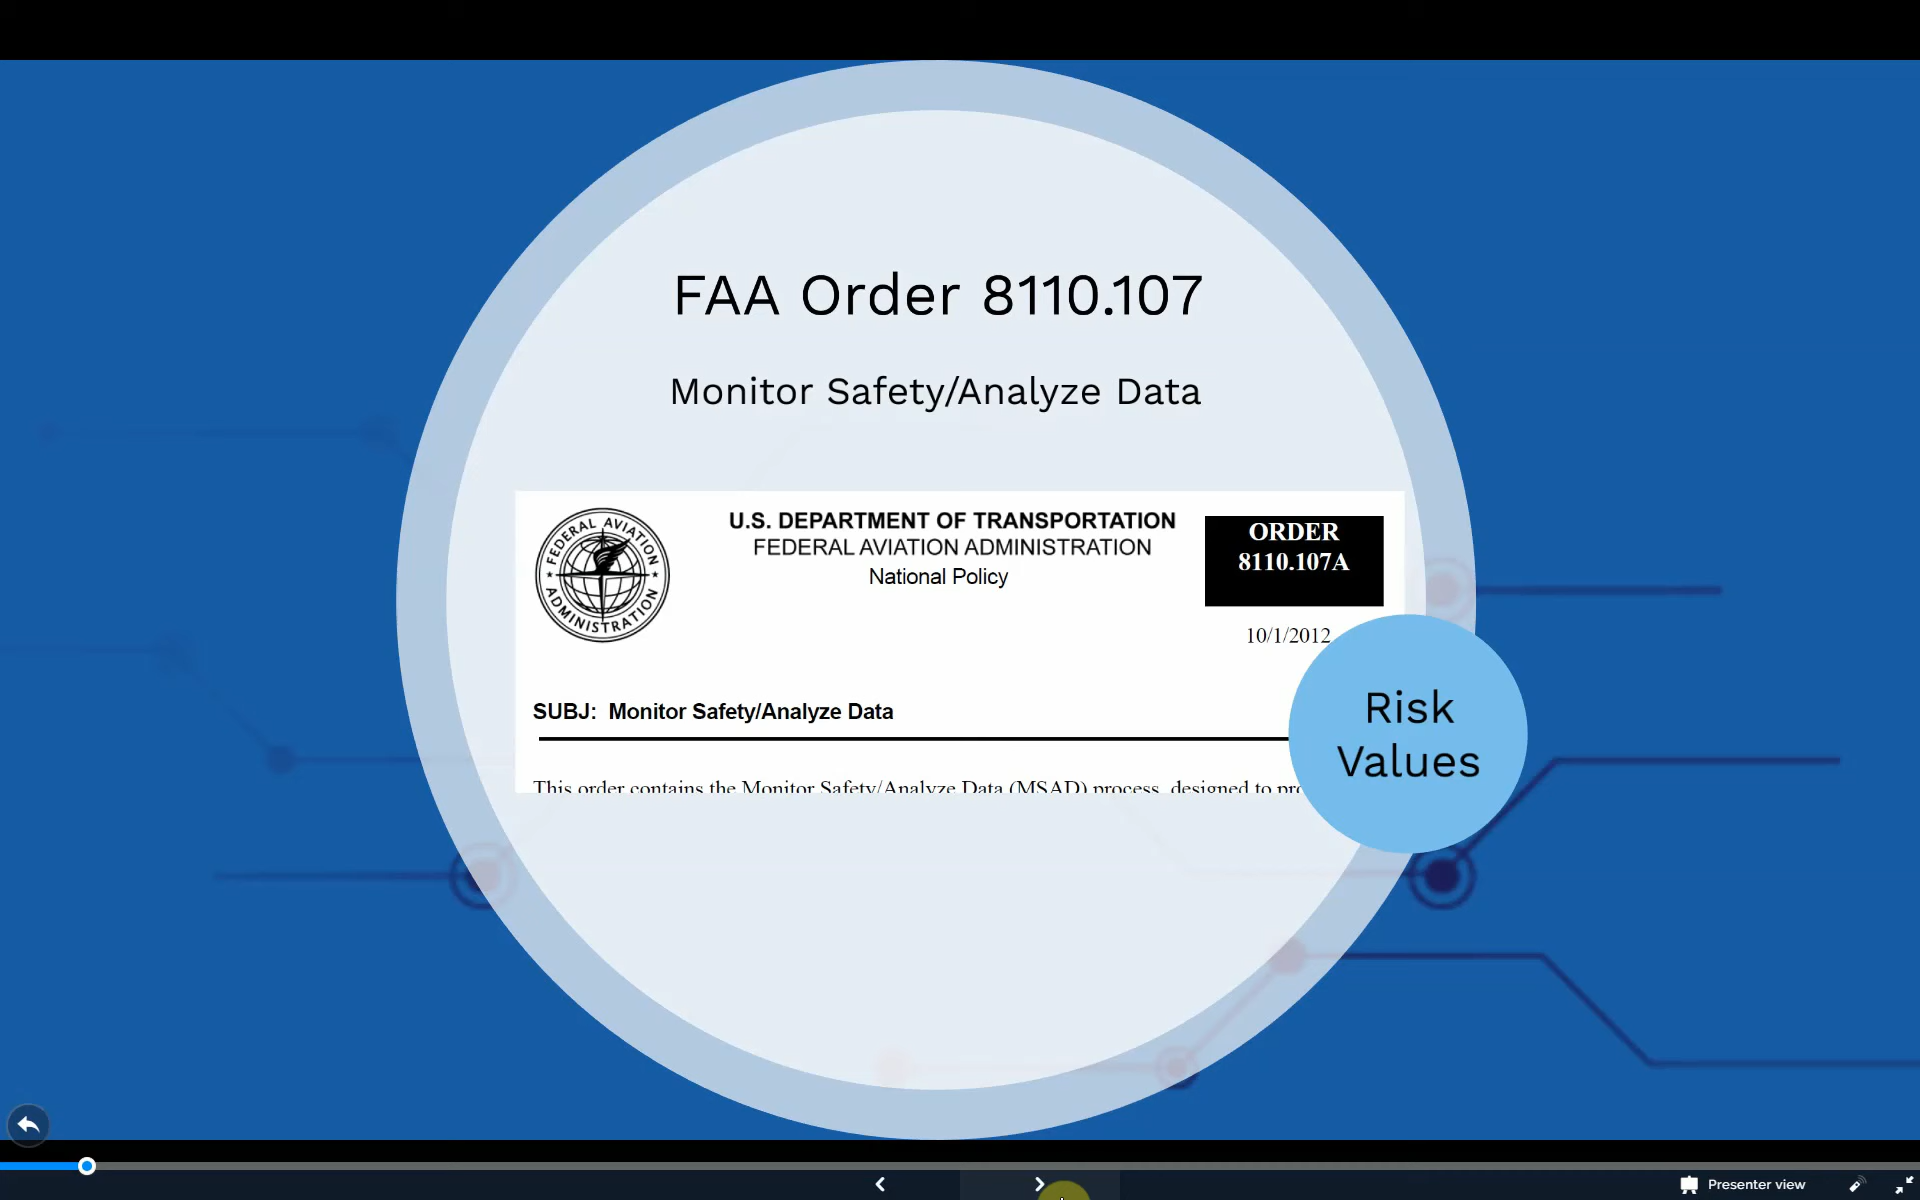 FAA Order 8110.107
Monitor Safety/Analyze Data
FEDERAL AVIATION
ADMINISTRATION
U.S. DEPARTMENT OF TRANSPORTATION
FEDERAL AVIATION ADMINISTRATION
National Policy
ORDER
8110.107A
10/1/2012
SUBJ: Monitor Safety/Analyze Data
This order contains the Monitor Safety/Analyze Data (MSAD) process, designed to
Risk
Values
Presenter view